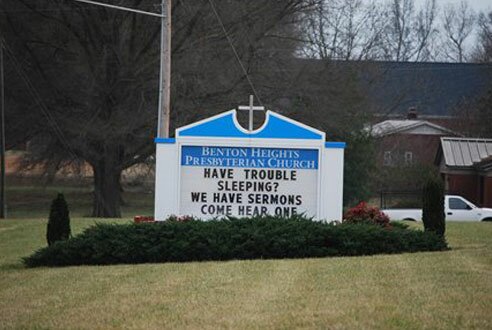 Benton Heights
Presbyterian Church
HAVE TROUBLE
SLEEPING?
WE HAVE SERMONS
COME HEAR ONE